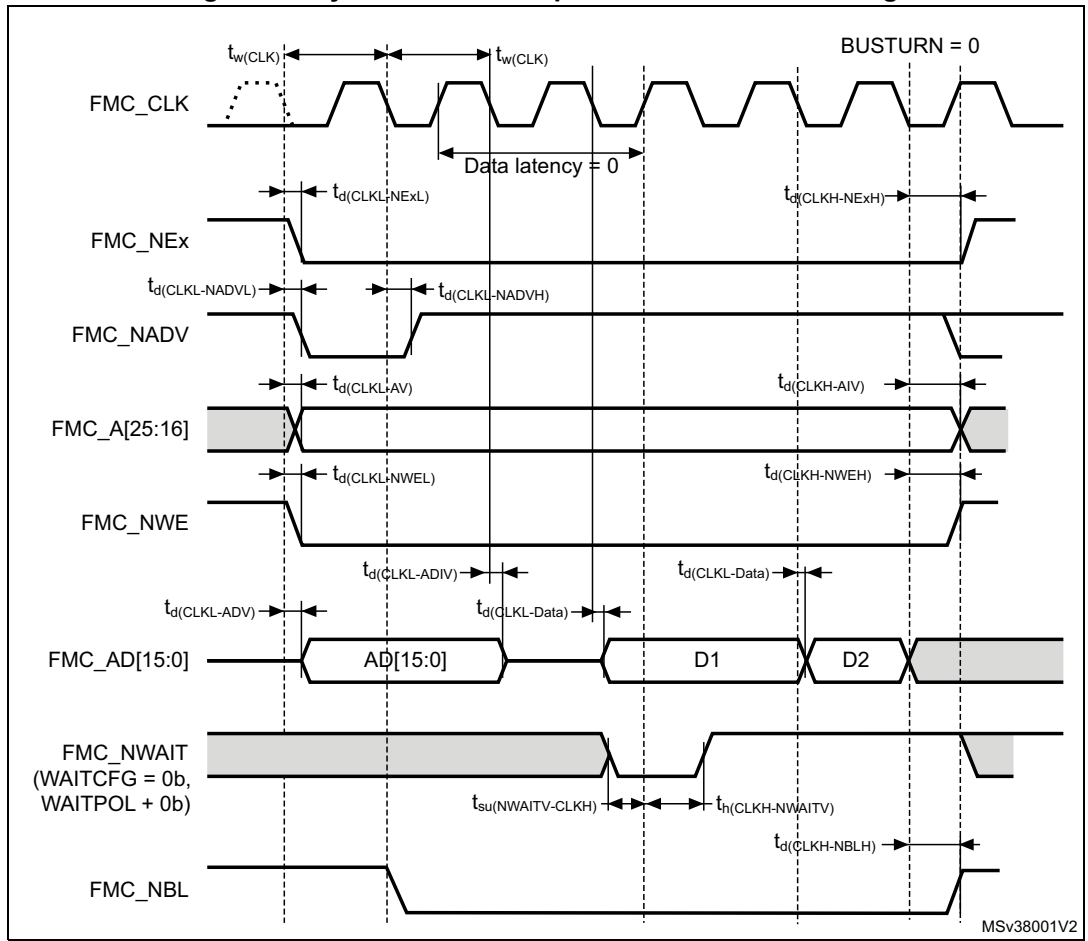 BUSTURN = 0
tw(CLK)
tw(CLK)
FMC_CLK
Data latency = 0
td(CLKL-NExL)
td(CLKH-NExH)
FMC_NEx
td(CLKL-NADVL)
td(CLKL-NADVH)
FMC_NADV
td(CLKL-AV)
td(CLKH-AIV)
FMC_A[25:16]
td(CLKL-NWEL)
td(CLKH-NWEH)
FMC_NWE
td(CLKL-ADIV)
td(CLKL-Data)
td(CLKL-ADV)
td(CLKL-Data)
FMC_AD[15:0]
AD[15:0]
D1
D2
FMC_NWAIT
(WAITCFG = 0b,
WAITPOL + 0b)
tsu(NWAITV-CLKH)
th(CLKH-NWAITV)
td(CLKH-NBLH)
FMC_NBL
MSv38001V2